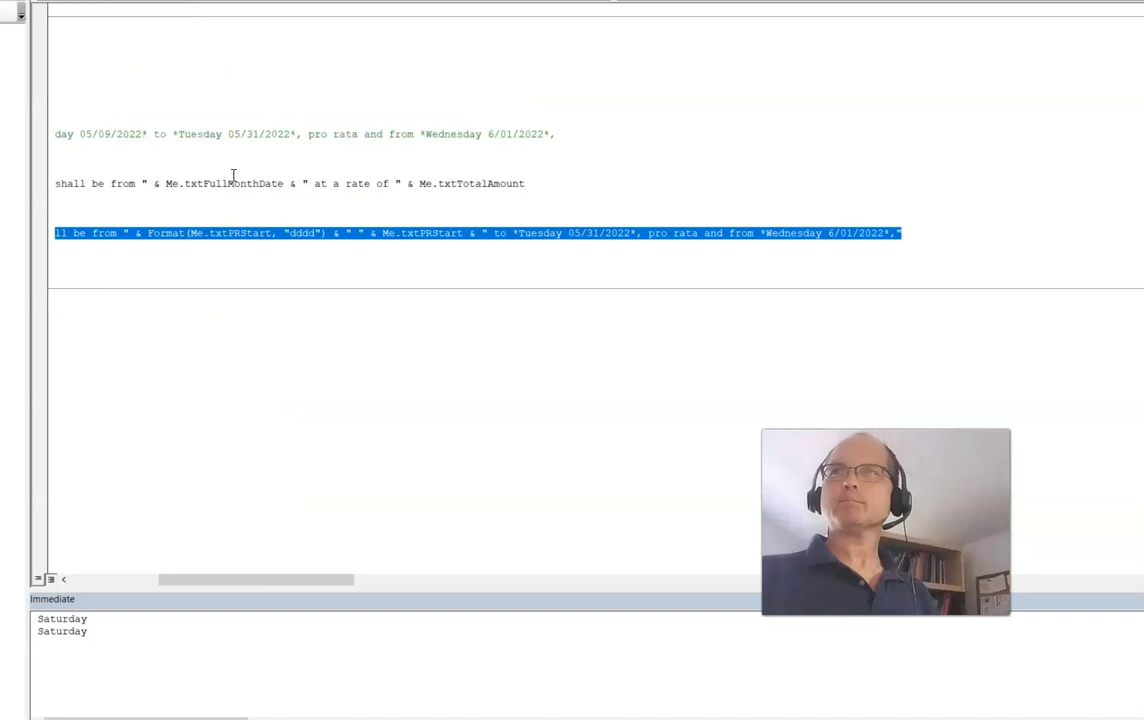 day 05/09/2022* to *Tuesday 05/31/2022*, pro rata and from *Wednesday 6/01/2022*,
shall be from " & Me.txtFullMonthDate & " at a rate of " & Me.txtTotalAmount
ll be from " & Format(Me.txtPRStart, "dddd") & " " & Me.txtPRStart & " to *Tuesday 05/31/2022*, pro rata and from *Wednesday 6/01/2022*,"
Immediate
Saturday
Saturday